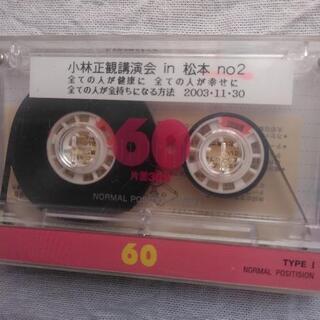 小林正観講演会 in 松本 no2
全ての人が健康に 全ての人が幸せに
全ての人が金持ちになる方法 2003・11・30
60
NORMAL POSITION
60
TYPE I
NORMAL POSITISION